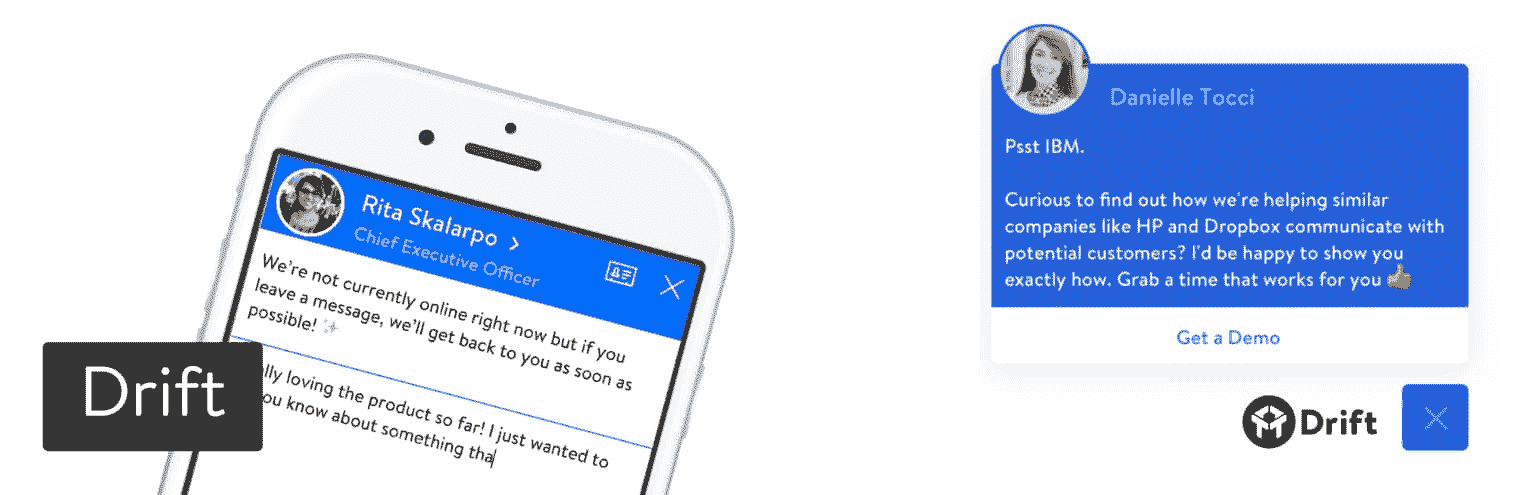 Rita Skalarpo >
Chief Executive Officer
We're not currently online right now but if you
leave a message, we'll get back to you as soon as
possible! ✨
lly loving the product so far! I just wanted to
ou know about something tha
Drift
Danielle Tocci
Psst IBM.
Curious to find out how we're helping similar
companies like HP and Dropbox communicate with
potential customers? I'd be happy to show you
exactly how. Grab a time that works for you 👍
Get a Demo
Drift